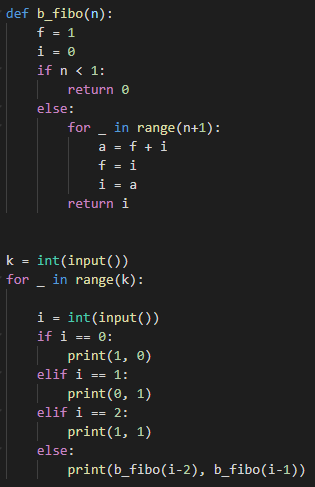 def b_fibo(n):
    f = 1
    i = 0
    if n < 1:
        return 0
    else:
        for _ in range(n+1):
            a = f + i
            f = i
            i = a
        return i


k = int(input())
for _ in range(k):

    i = int(input())
    if i == 0:
        print(1, 0)
    elif i == 1:
        print(0, 1)
    elif i == 2:
        print(1, 1)
    else:
        print(b_fibo(i-2), b_fibo(i-1))